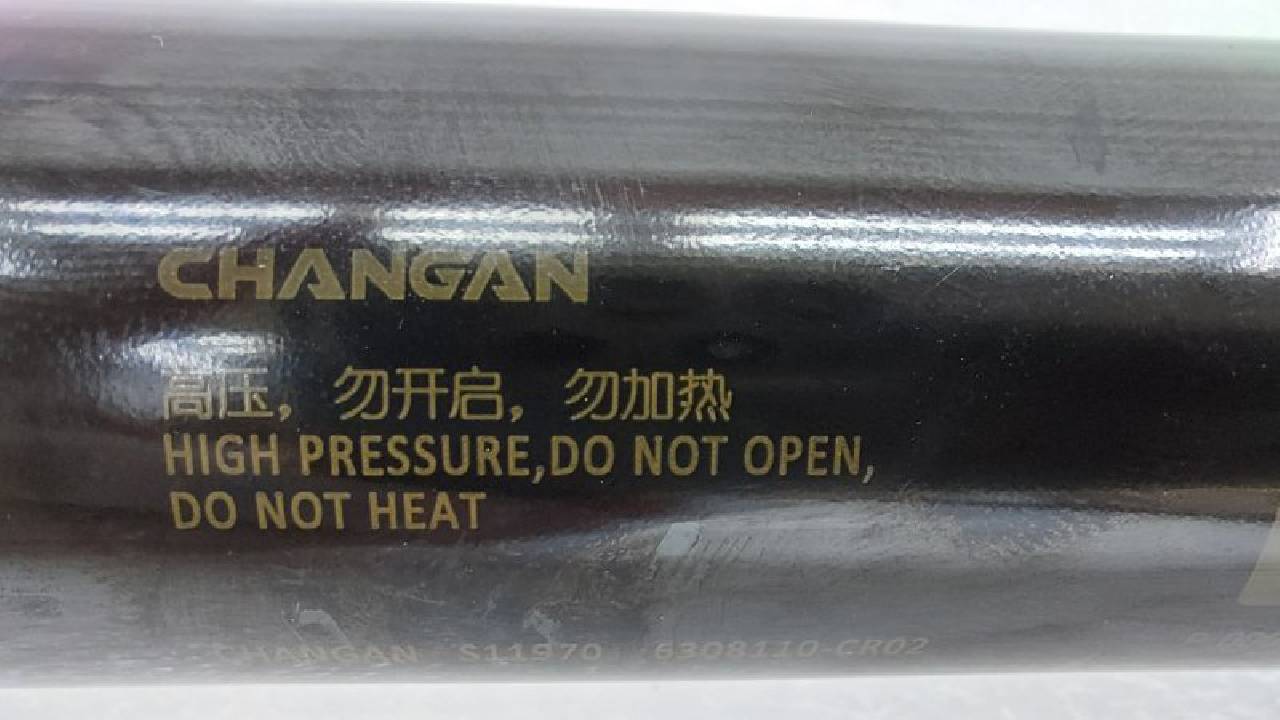 CHANGAN
高压，勿开启，勿加热
HIGH PRESSURE,DO NOT OPEN,
DO NOT HEAT
CHANGAN S11970 6308110-CR02